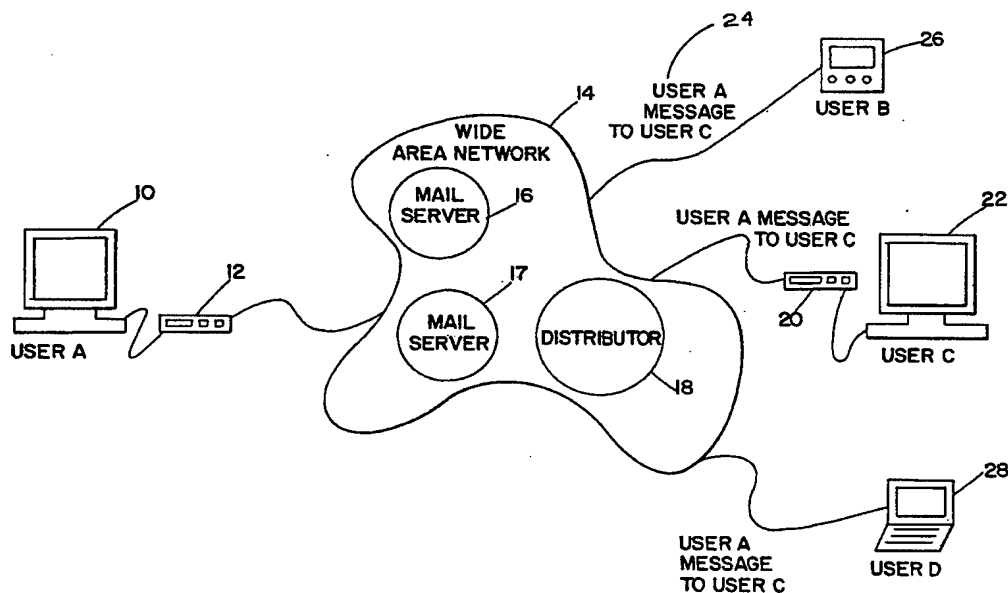 24
26
USER A
MESSAGE
TO USER C
USER B
14
WIDE
AREA NETWORK
10
MAIL
SERVER
16
USER A MESSAGE
TO USER C
22
12
17
MAIL
SERVER
DISTRIBUTOR
18
20
USER A
USER C
28
USER A
MESSAGE
TO USER C
USER D